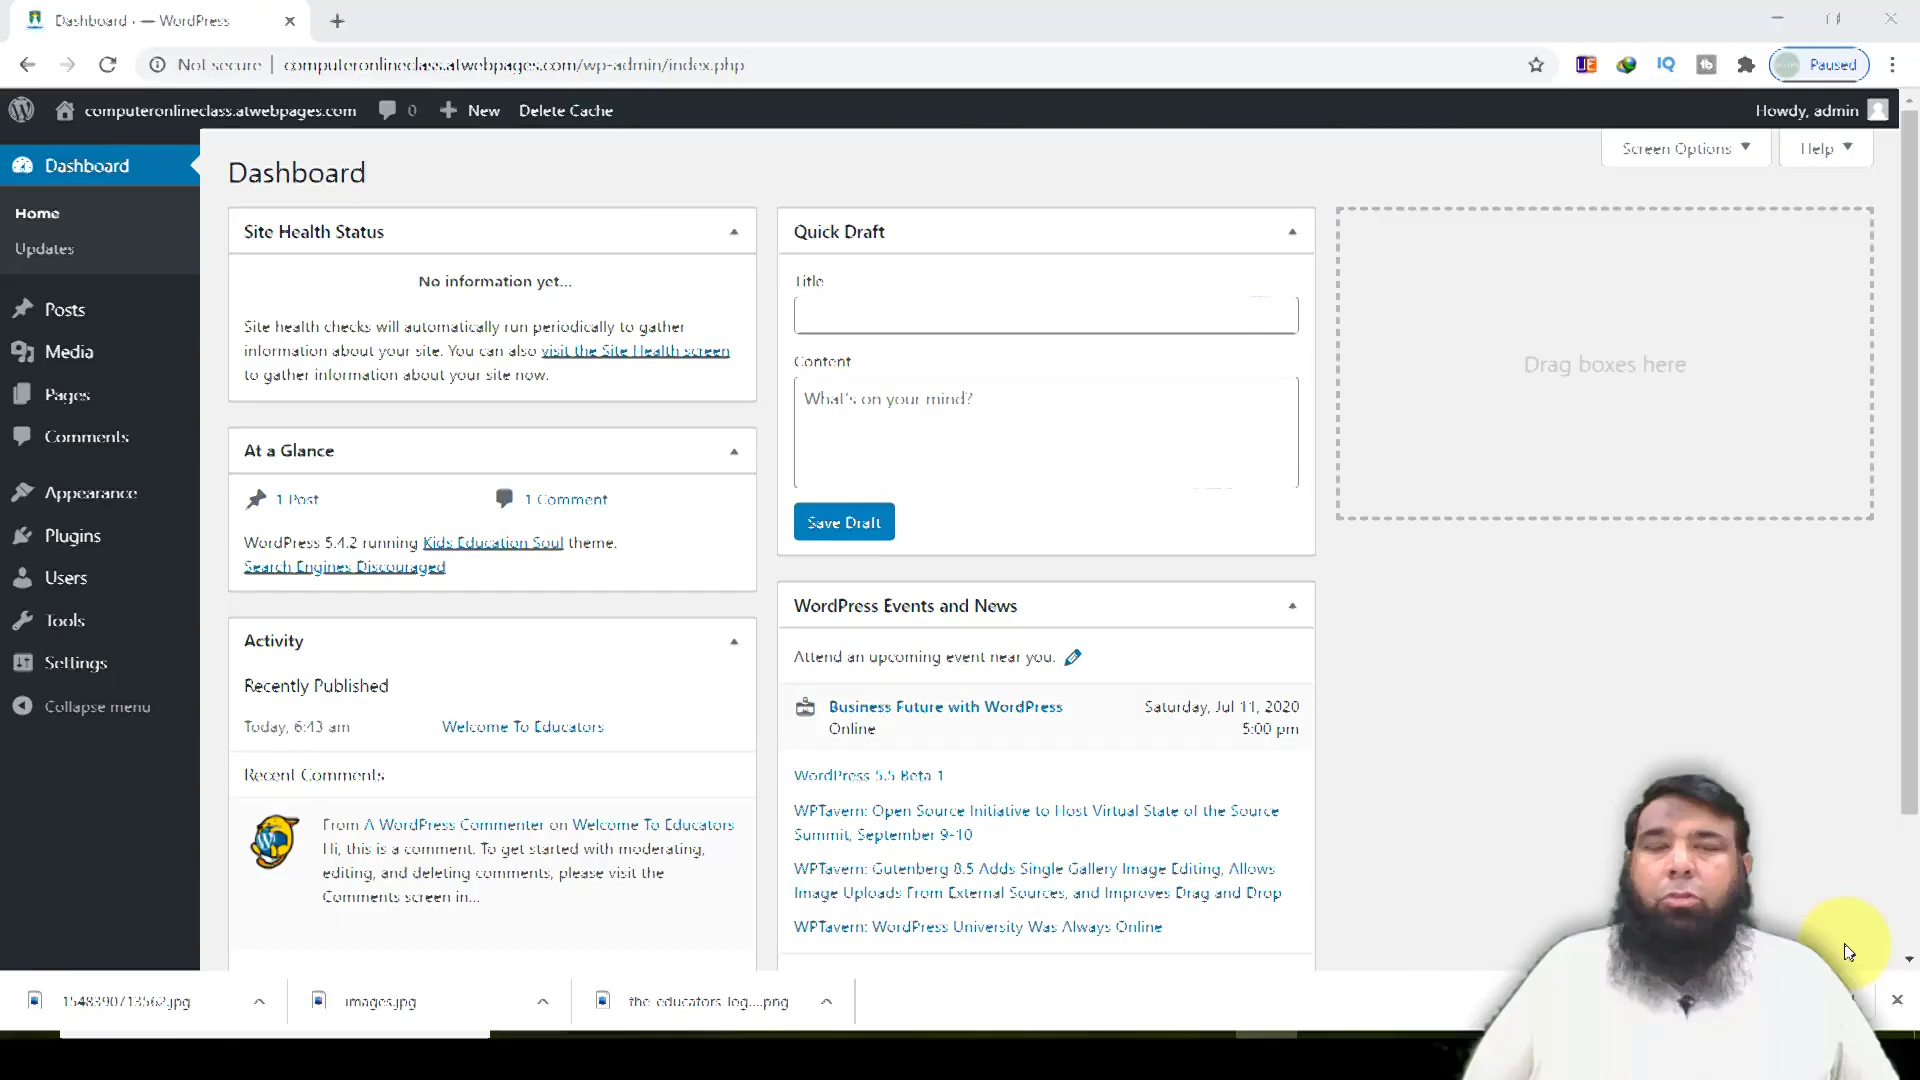 Dashboard · — WordPress
Not secure | computeronlineclass.atwebpages.com/wp-admin/index.php
Paused
computeronlineclass.atwebpages.com 0 New Delete Cache Howdy, admin
Dashboard
Home
Updates
Posts
Media
Pages
Comments
Appearance
Plugins
Users
Tools
Settings
Collapse menu
Screen Options Help
Dashboard
Site Health Status
No information yet...
Site health checks will automatically run periodically to gather
information about your site. You can also visit the Site Health screen
to gather information about your site now.
At a Glance
1 Post 1 Comment
WordPress 5.4.2 running Kids Education Soul theme.
Search Engines Discouraged
Activity
Recently Published
Today, 6:43 am Welcome To Educators
Recent Comments
From A WordPress Commenter on Welcome To Educators
Hi, this is a comment. To get started with moderating,
editing, and deleting comments, please visit the
Comments screen in...
Quick Draft
Title
Content
What's on your mind?
Save Draft
WordPress Events and News
Attend an upcoming event near you.
Business Future with WordPress Saturday, Jul 11, 2020
Online 5:00 pm
WordPress 5.5 Beta 1
WPTavern: Open Source Initiative to Host Virtual State of the Source
Summit, September 9-10
WPTavern: Gutenberg 8.5 Adds Single Gallery Image Editing, Allows
Image Uploads From External Sources, and Improves Drag and Drop
WPTavern: WordPress University Was Always Online
Drag boxes here
1548390713562.jpg
images.jpg
the educators log....png